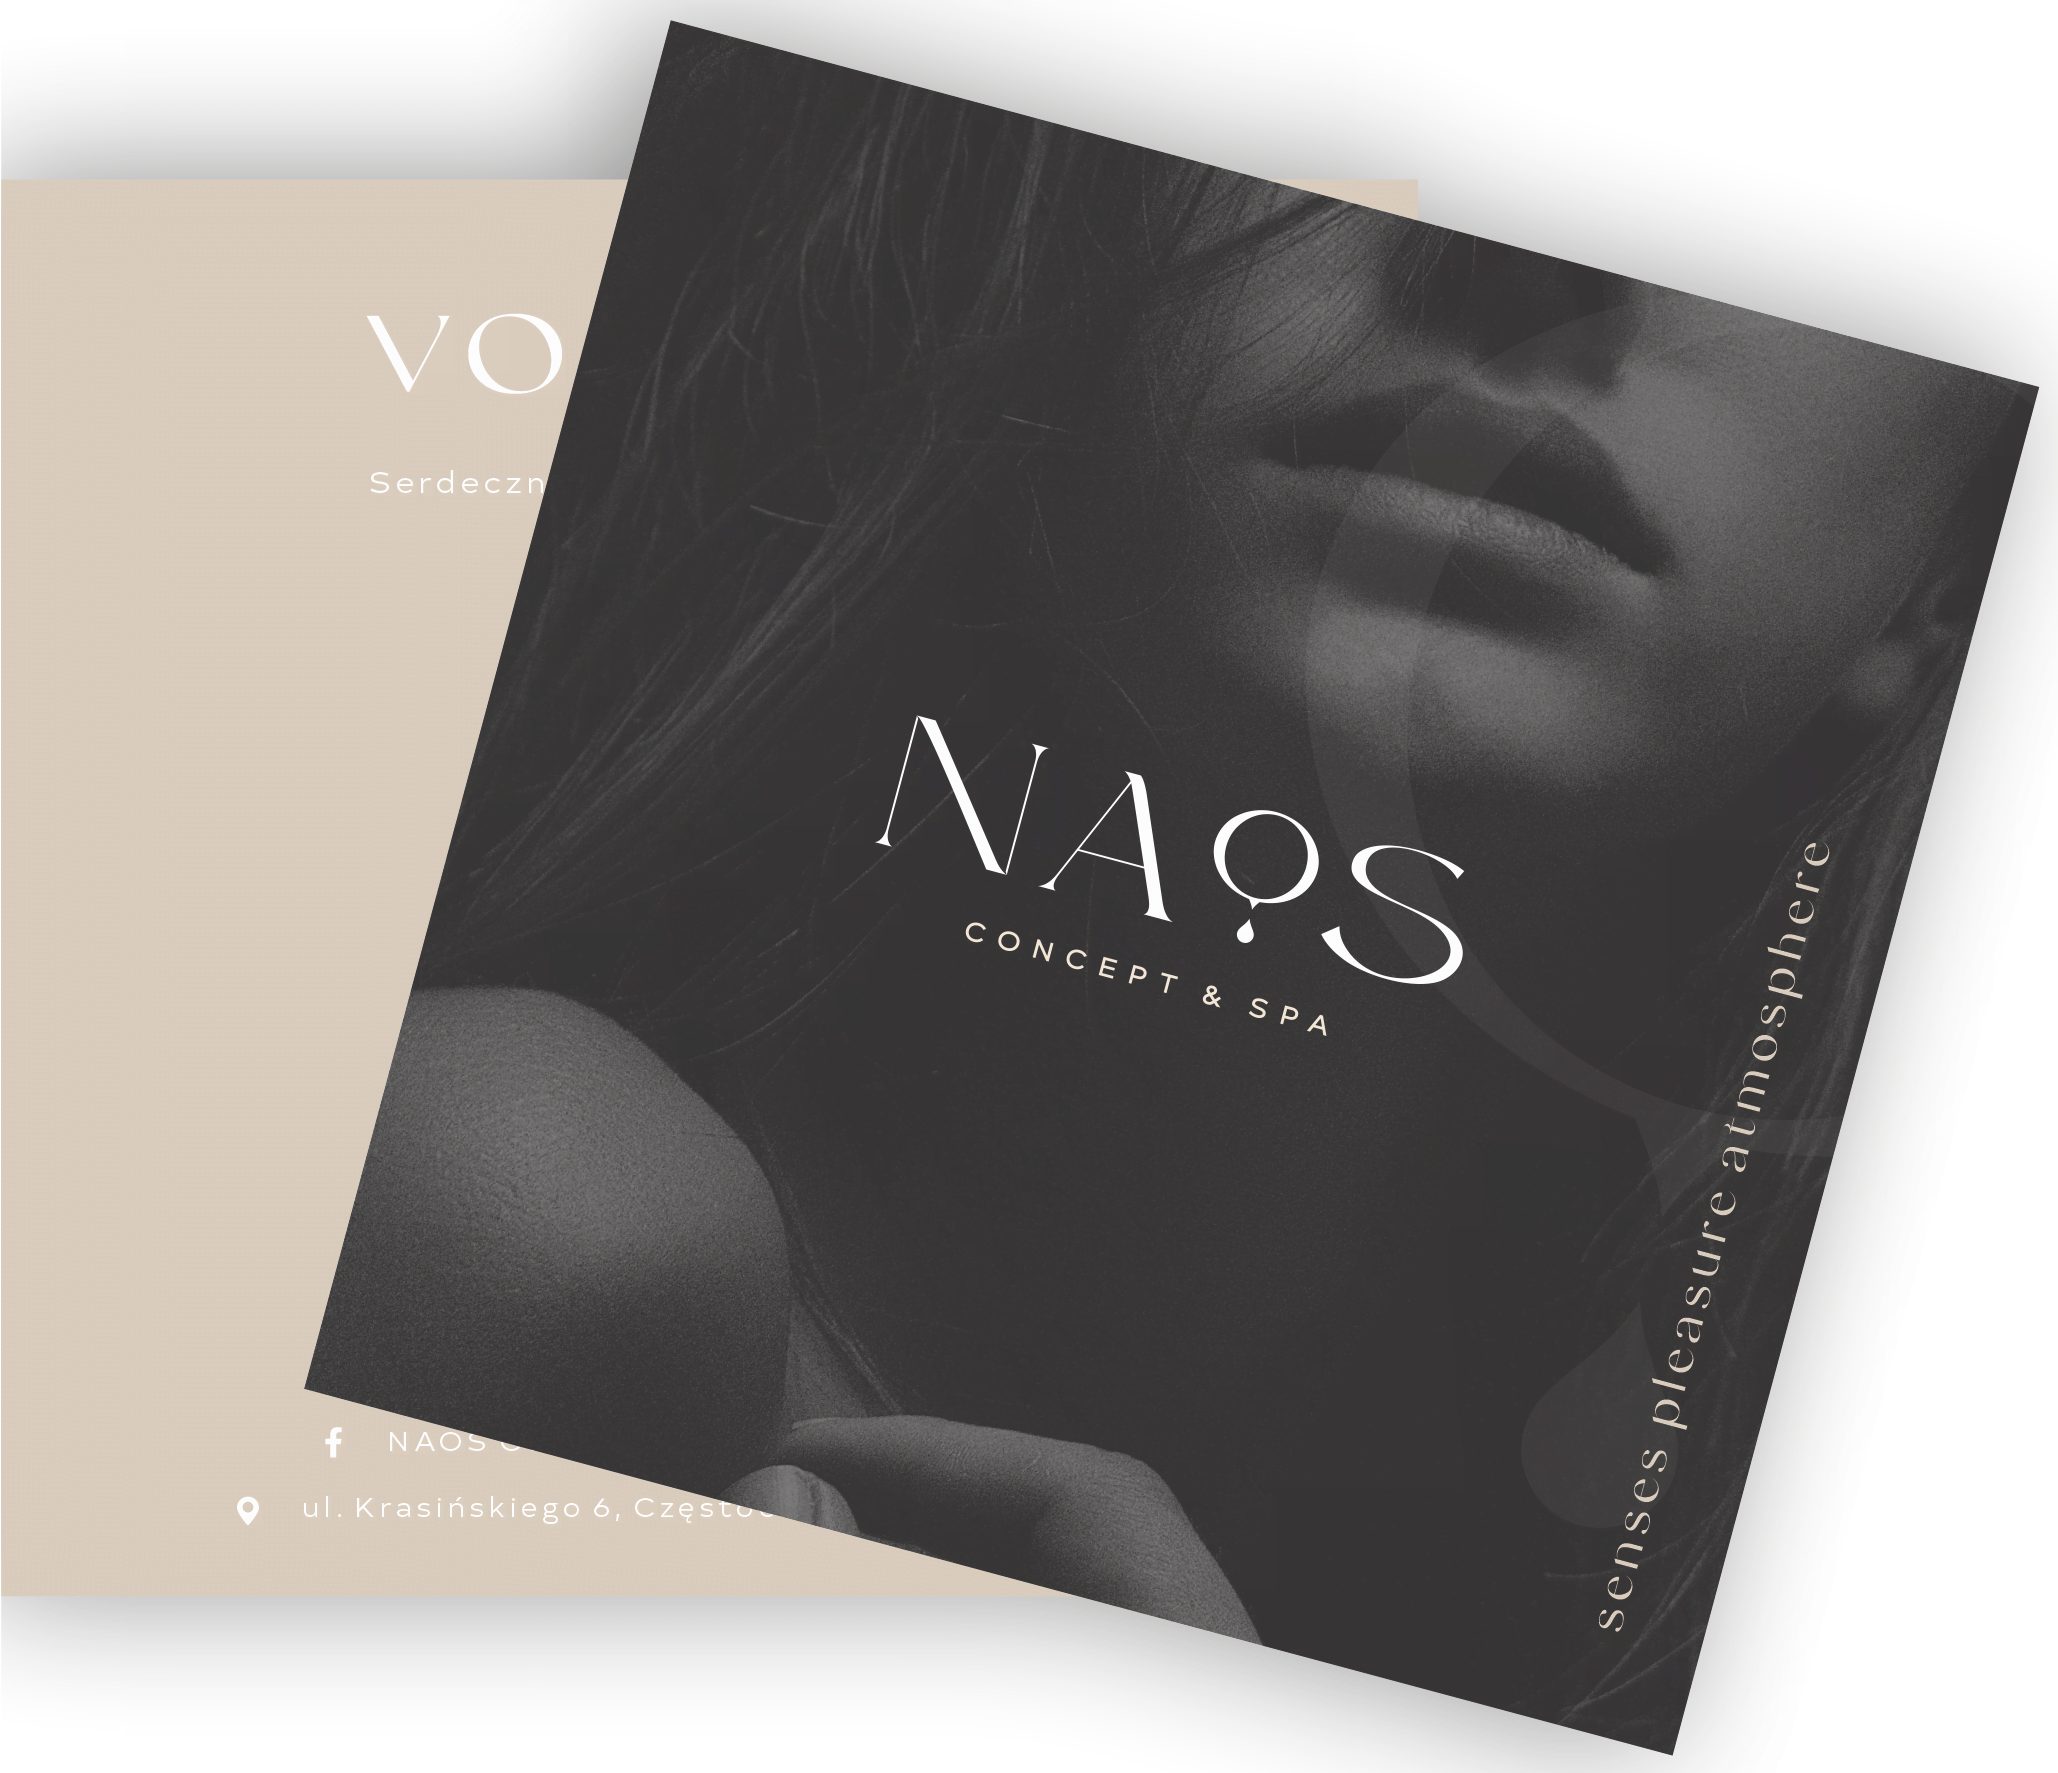 VO
Serdeczn
NAOS
CONCEPT & SPA
senses pleasure atmosphere
NAOS
ul. Krasińskiego 6, Często